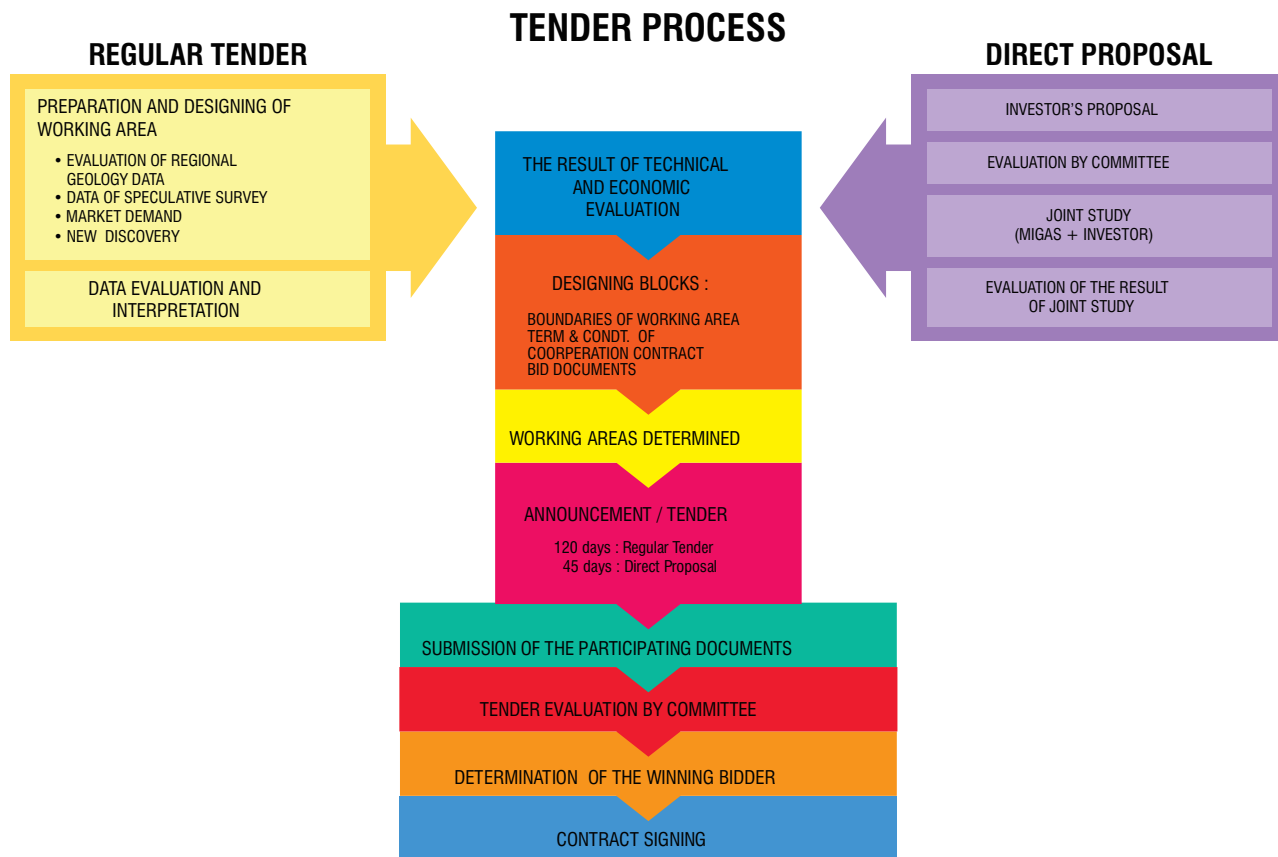 TENDER PROCESS
REGULAR TENDER
PREPARATION AND DESIGNING OF
WORKING AREA
• EVALUATION OF REGIONAL
GEOLOGY DATA
• DATA OF SPECULATIVE SURVEY
• MARKET DEMAND
• NEW DISCOVERY
DATA EVALUATION AND
INTERPRETATION
DIRECT PROPOSAL
INVESTOR'S PROPOSAL
EVALUATION BY COMMITTEE
JOINT STUDY
(MIGAS + INVESTOR)
EVALUATION OF THE RESULT
OF JOINT STUDY
THE RESULT OF TECHNICAL
AND ECONOMIC
EVALUATION
DESIGNING BLOCKS :
BOUNDARIES OF WORKING AREA
TERM & CONDT. OF
COORPERATION CONTRACT
BID DOCUMENTS
WORKING AREAS DETERMINED
ANNOUNCEMENT / TENDER
120 days : Regular Tender
45 days : Direct Proposal
SUBMISSION OF THE PARTICIPATING DOCUMENTS
TENDER EVALUATION BY COMMITTEE
DETERMINATION OF THE WINNING BIDDER
CONTRACT SIGNING